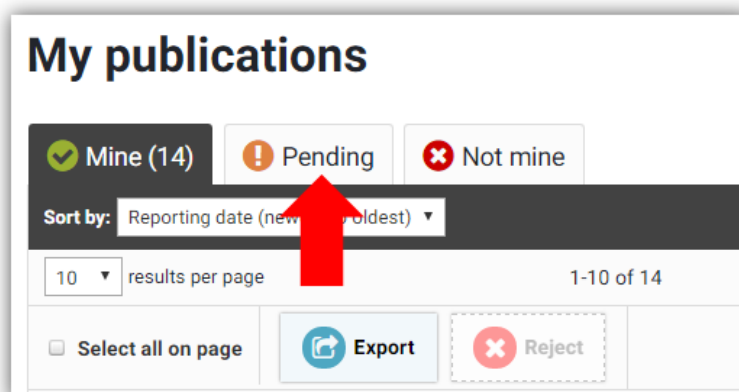 My publications
Mine (14) Pending Not mine
Sort by: Reporting date (new oldest)
10 results per page 1-10 of 14
Select all on page Export Reject